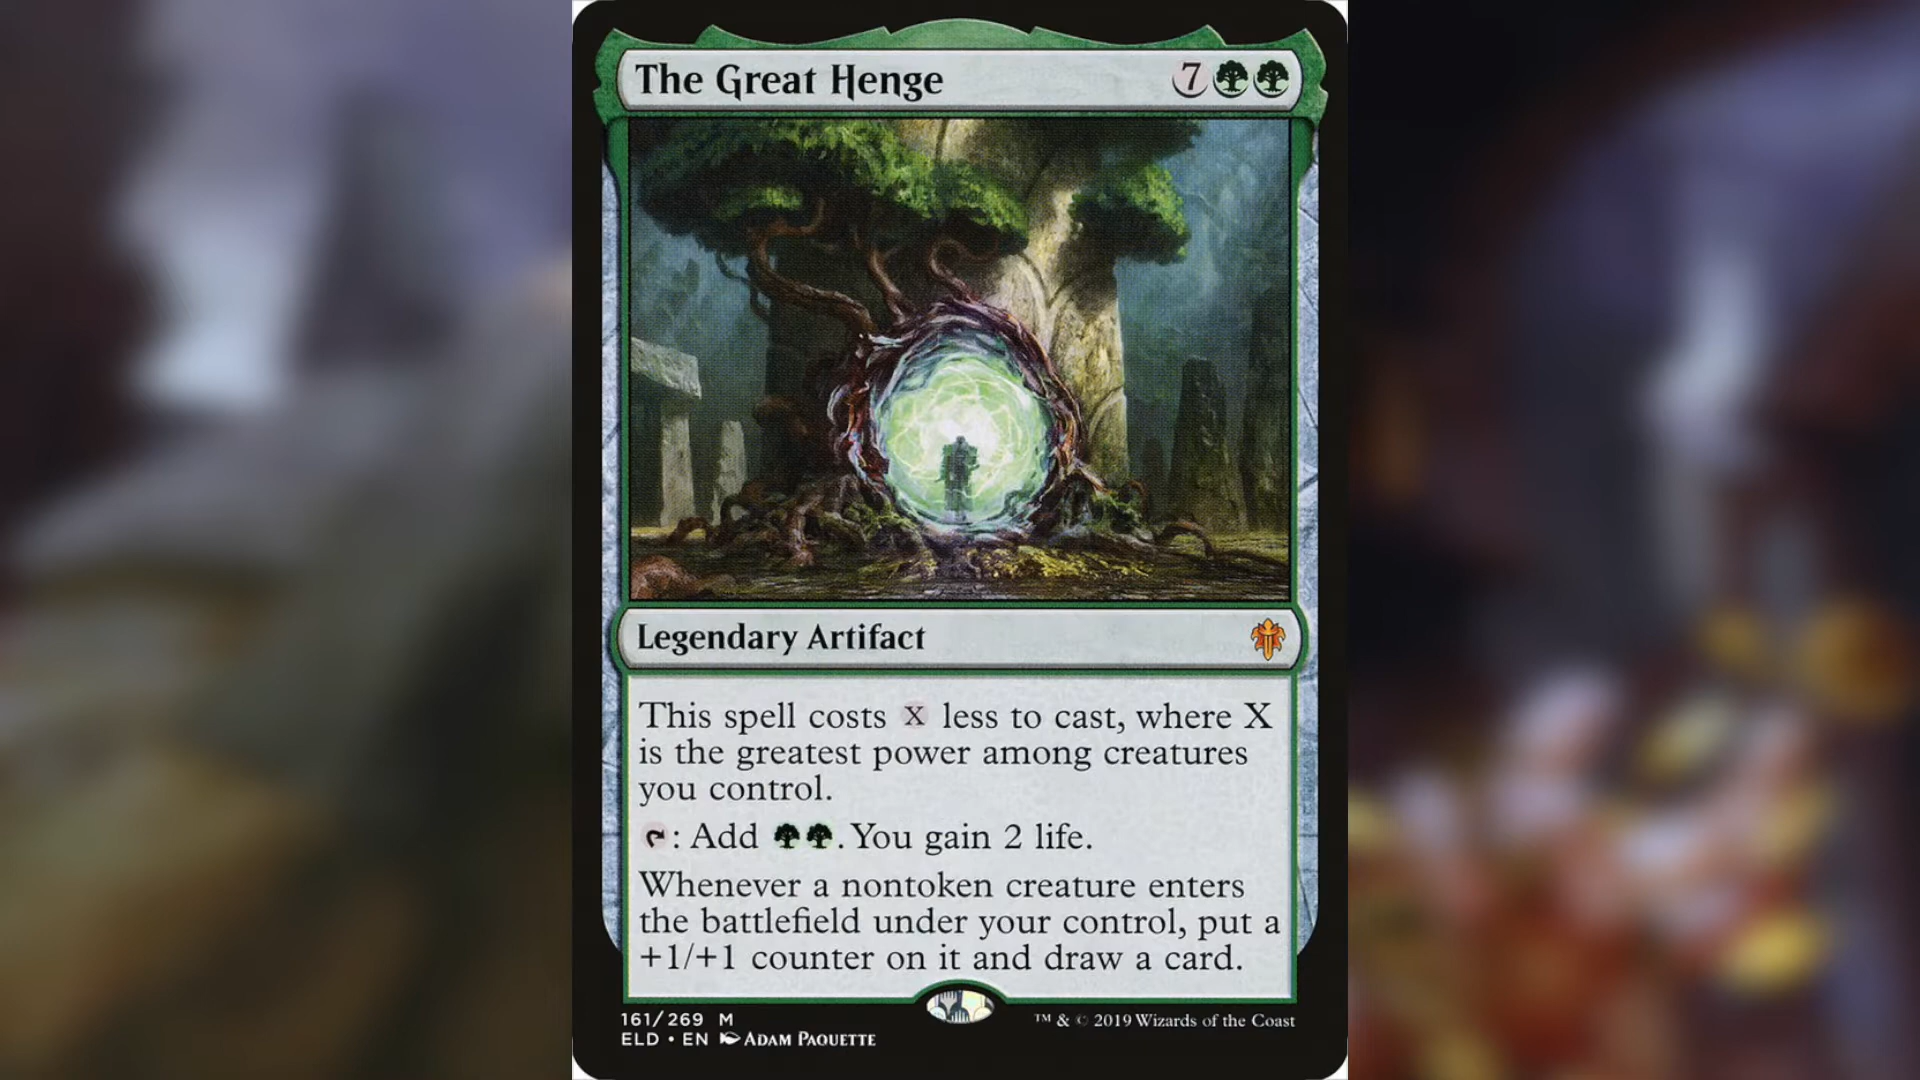 The Great Henge 7
Legendary Artifact
This spell costs X less to cast, where X
is the greatest power among creatures
you control.
: Add . You gain 2 life.
Whenever a nontoken creature enters
the battlefield under your control, put a
+1/+1 counter on it and draw a card.
161/269 M
ELD • EN ADAM PAQUETTE
™ & © 2019 Wizards of the Coast